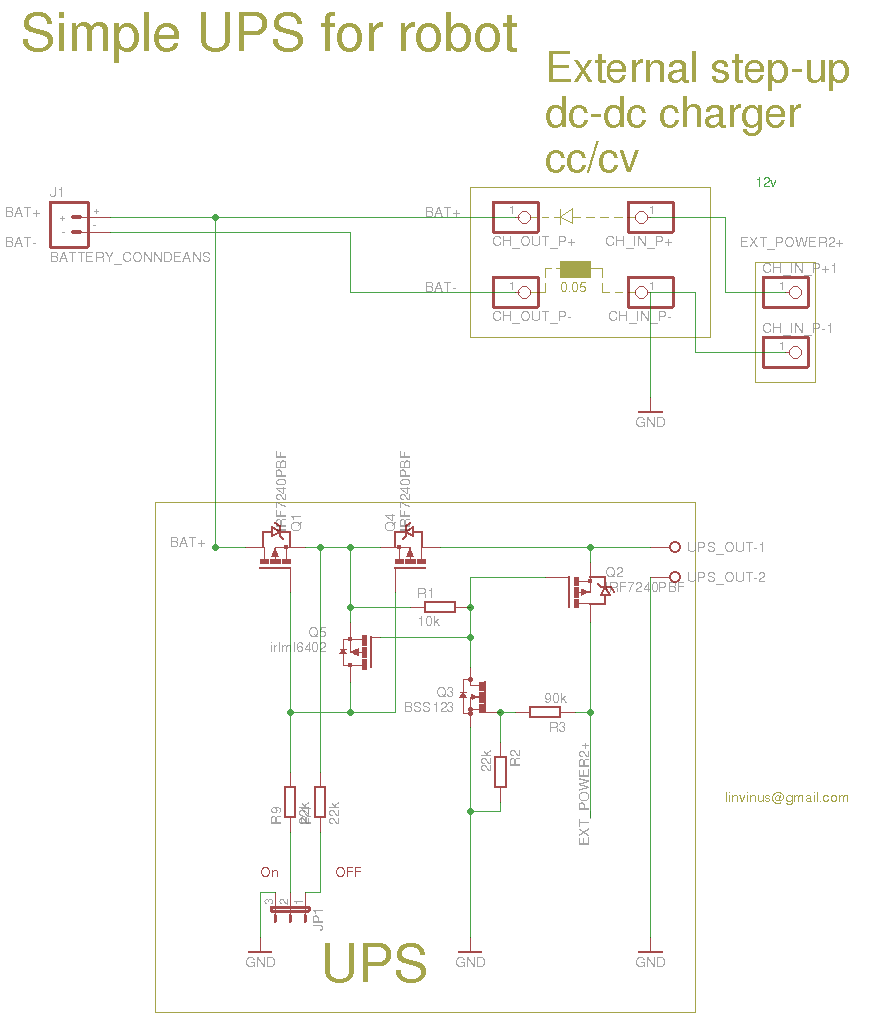 Simple UPS for robot
External step-up
dc-dc charger
cc/cv
12v
J1
BAT+
BAT-
+
-
+
-
BATTERY_CONNDEANS
BAT+
BAT-
1
CH_OUT_P+
1
CH_IN_P+
1
CH_OUT_P-
0.05
1
CH_IN_P-
EXT_POWER2+
CH_IN_P+1
1
CH_IN_P-1
1
GND
IRF7240PBF
Q1
IRF7240PBF
Q4
BAT+
UPS_OUT-1
UPS_OUT-2
Q2
IRF7240PBF
R1
10k
Q5
irlml6402
Q3
BSS123
90k
R3
22k
R2
EXT_POWER2+
linvinus@gmail.com
R9
22k
22k
On
OFF
3
2
1
JP1
GND
UPS
GND
GND